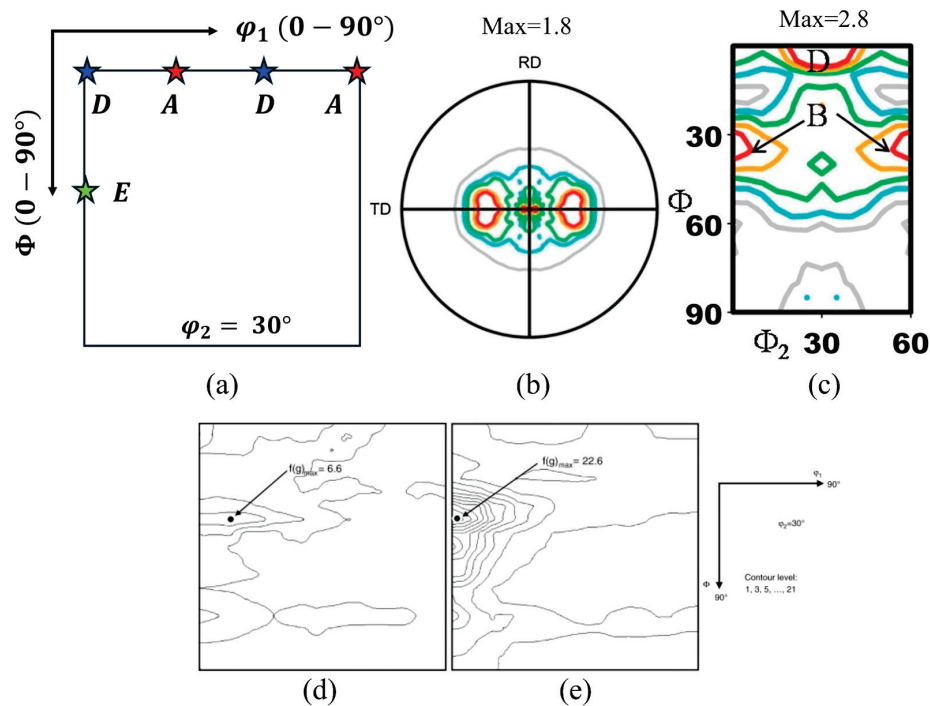 φ₁ (0 − 90°)
Φ (0 − 90°)
D A D A
E
φ₂ = 30°
(a)
Max=1.8
RD
TD
(b)
Max=2.8
D
B
30
Φ
60
90
Φ₂ 30 60
(c)
f(g)max= 6.6
(d)
f(g)max= 22.6
(e)
φ₁
90°
φ₂=30°
Φ
90°
Contour level:
1, 3, 5, ..., 21